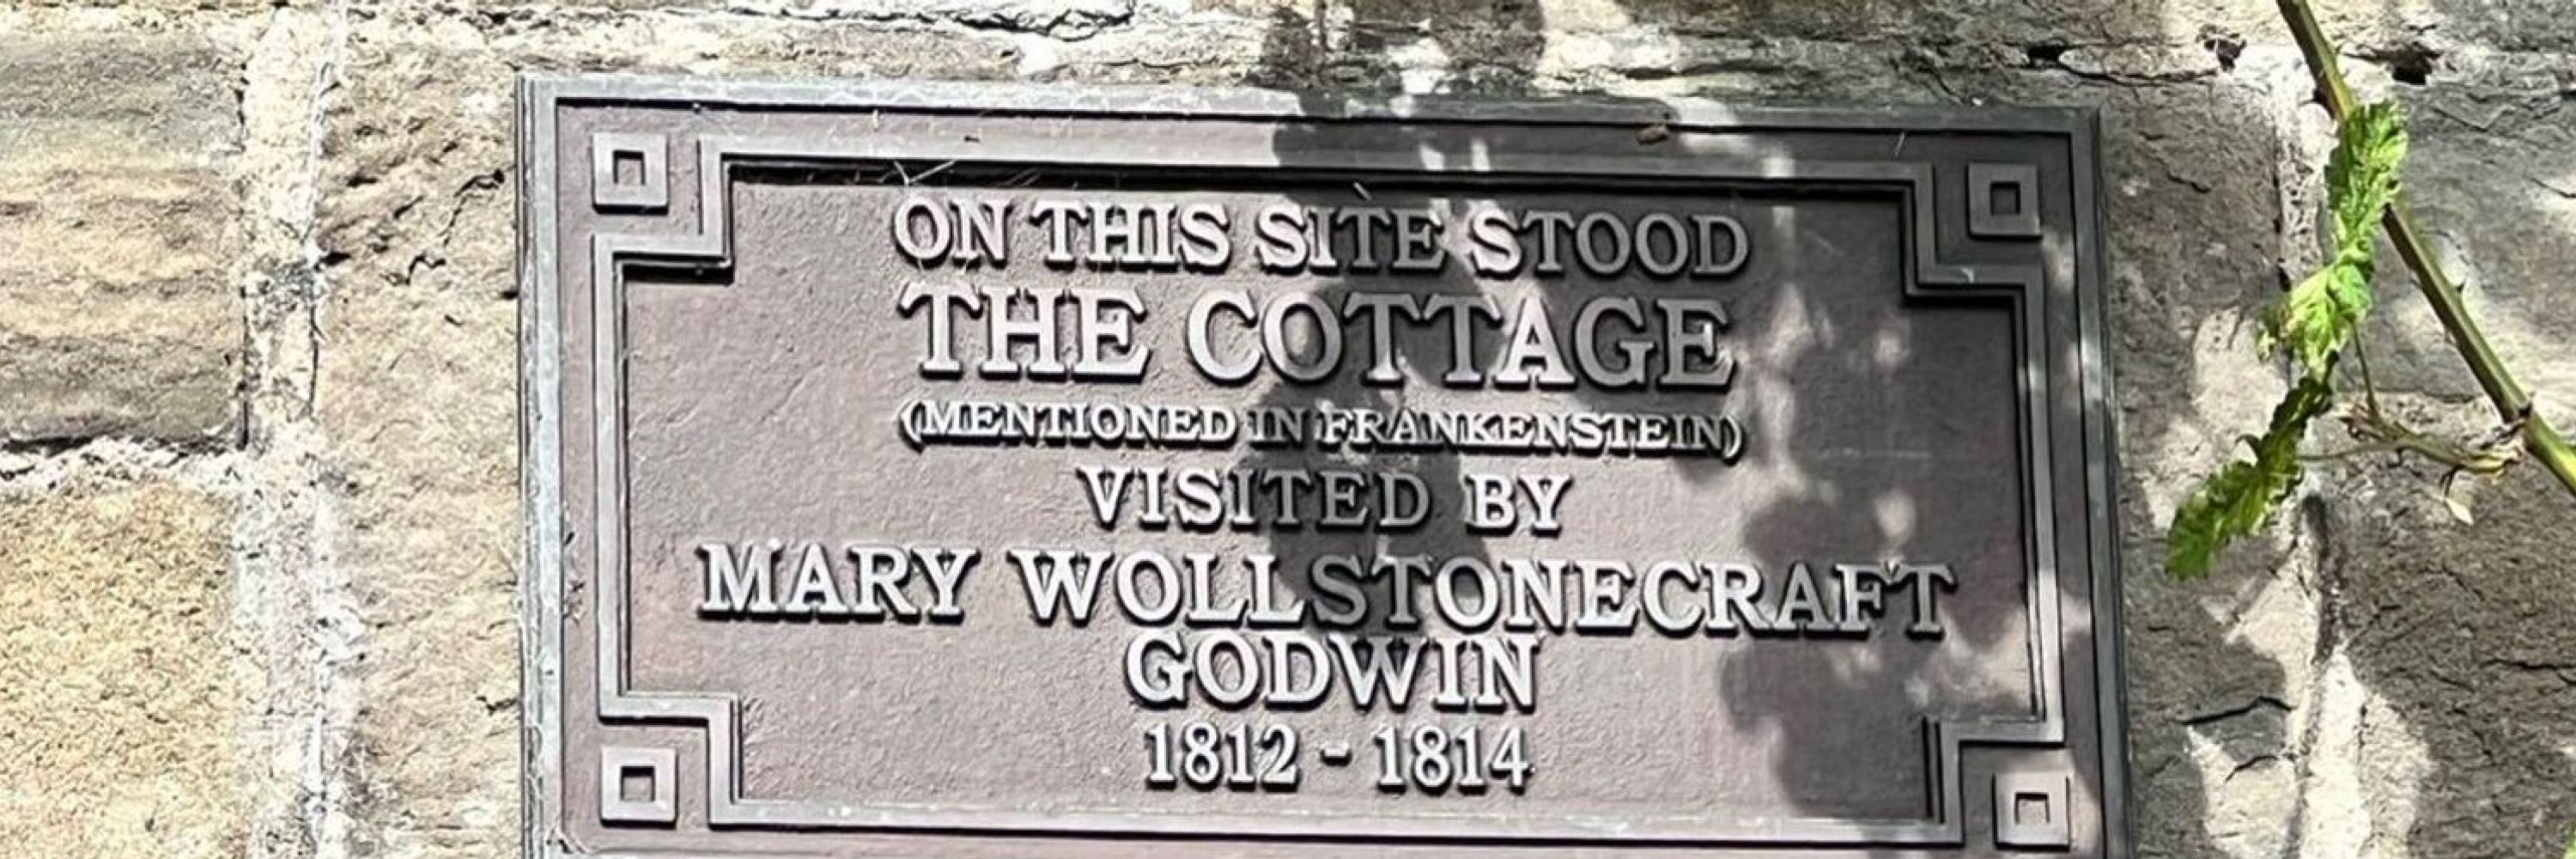 ON THIS SITE STOOD
THE COTTAGE
(MENTIONED IN FRANKENSTEIN)
VISITED BY
MARY WOLLSTONECRAFT
GODWIN
1812 - 1814